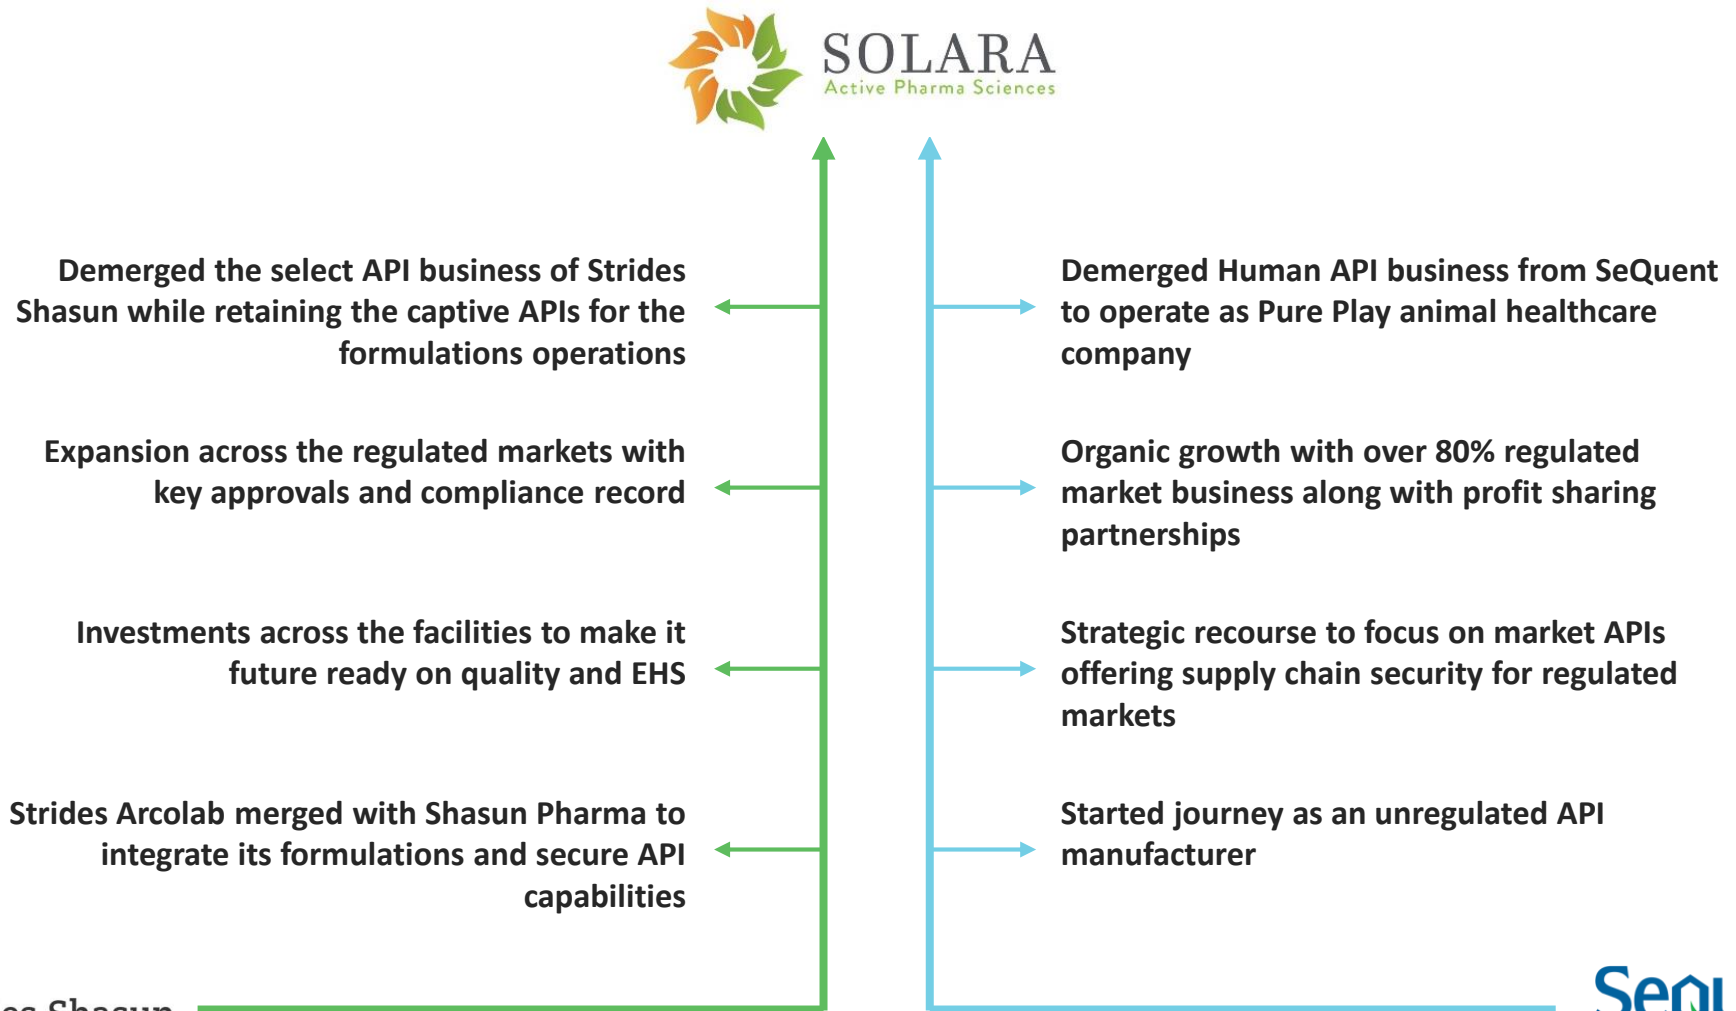 SOLARA
Active Pharma Sciences
Demerged the select API business of Strides
Shasun while retaining the captive APIs for the
formulations operations
Expansion across the regulated markets with
key approvals and compliance record
Investments across the facilities to make it
future ready on quality and EHS
Strides Arcolab merged with Shasun Pharma to
integrate its formulations and secure API
capabilities
Demerged Human API business from SeQuent
to operate as Pure Play animal healthcare
company
Organic growth with over 80% regulated
market business along with profit sharing
partnerships
Strategic recourse to focus on market APIs
offering supply chain security for regulated
markets
Started journey as an unregulated API
manufacturer
Shasun